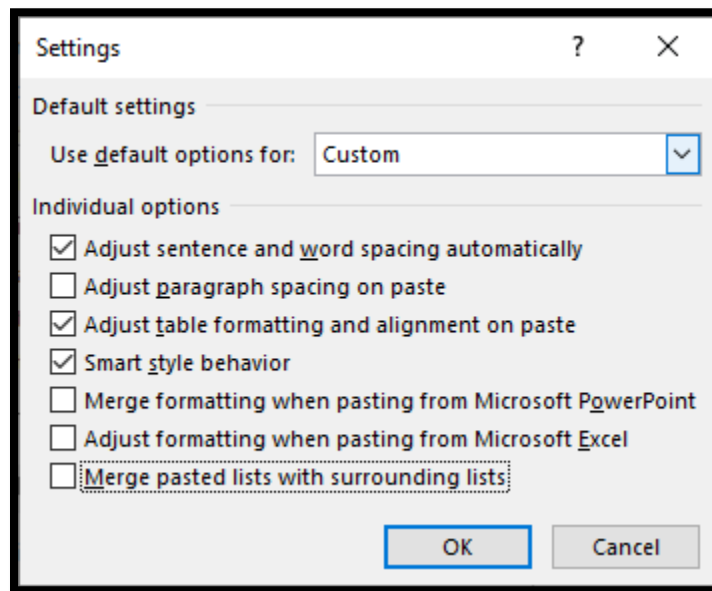 Settings ?
Default settings
Use default options for: Custom
Individual options
Adjust sentence and word spacing automatically
Adjust paragraph spacing on paste
Adjust table formatting and alignment on paste
Smart style behavior
Merge formatting when pasting from Microsoft PowerPoint
Adjust formatting when pasting from Microsoft Excel
Merge pasted lists with surrounding lists
OK Cancel